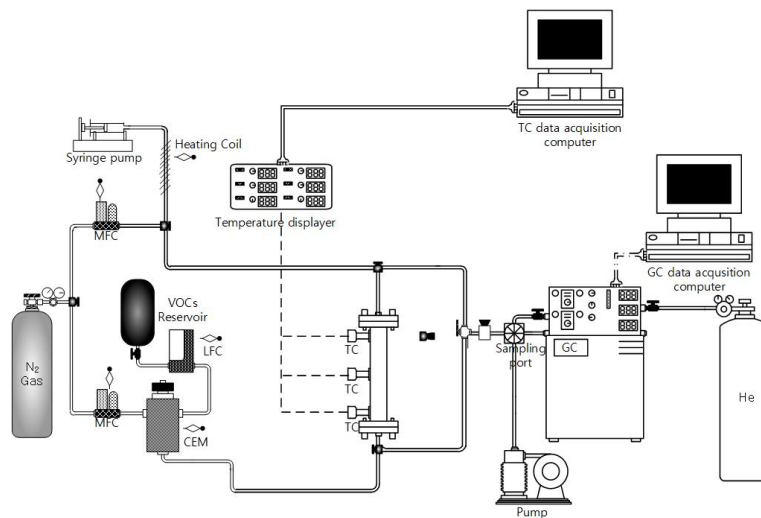 TC data acquisition
computer
Heating Coil
Syringe pump
Temperature displayer
MFC
GC data acqusition
computer
VOCs
Reservoir
LFC
TC
Sampling
port
GC
N2
Gas
TC
He
MFC
TC
CEM
Pump